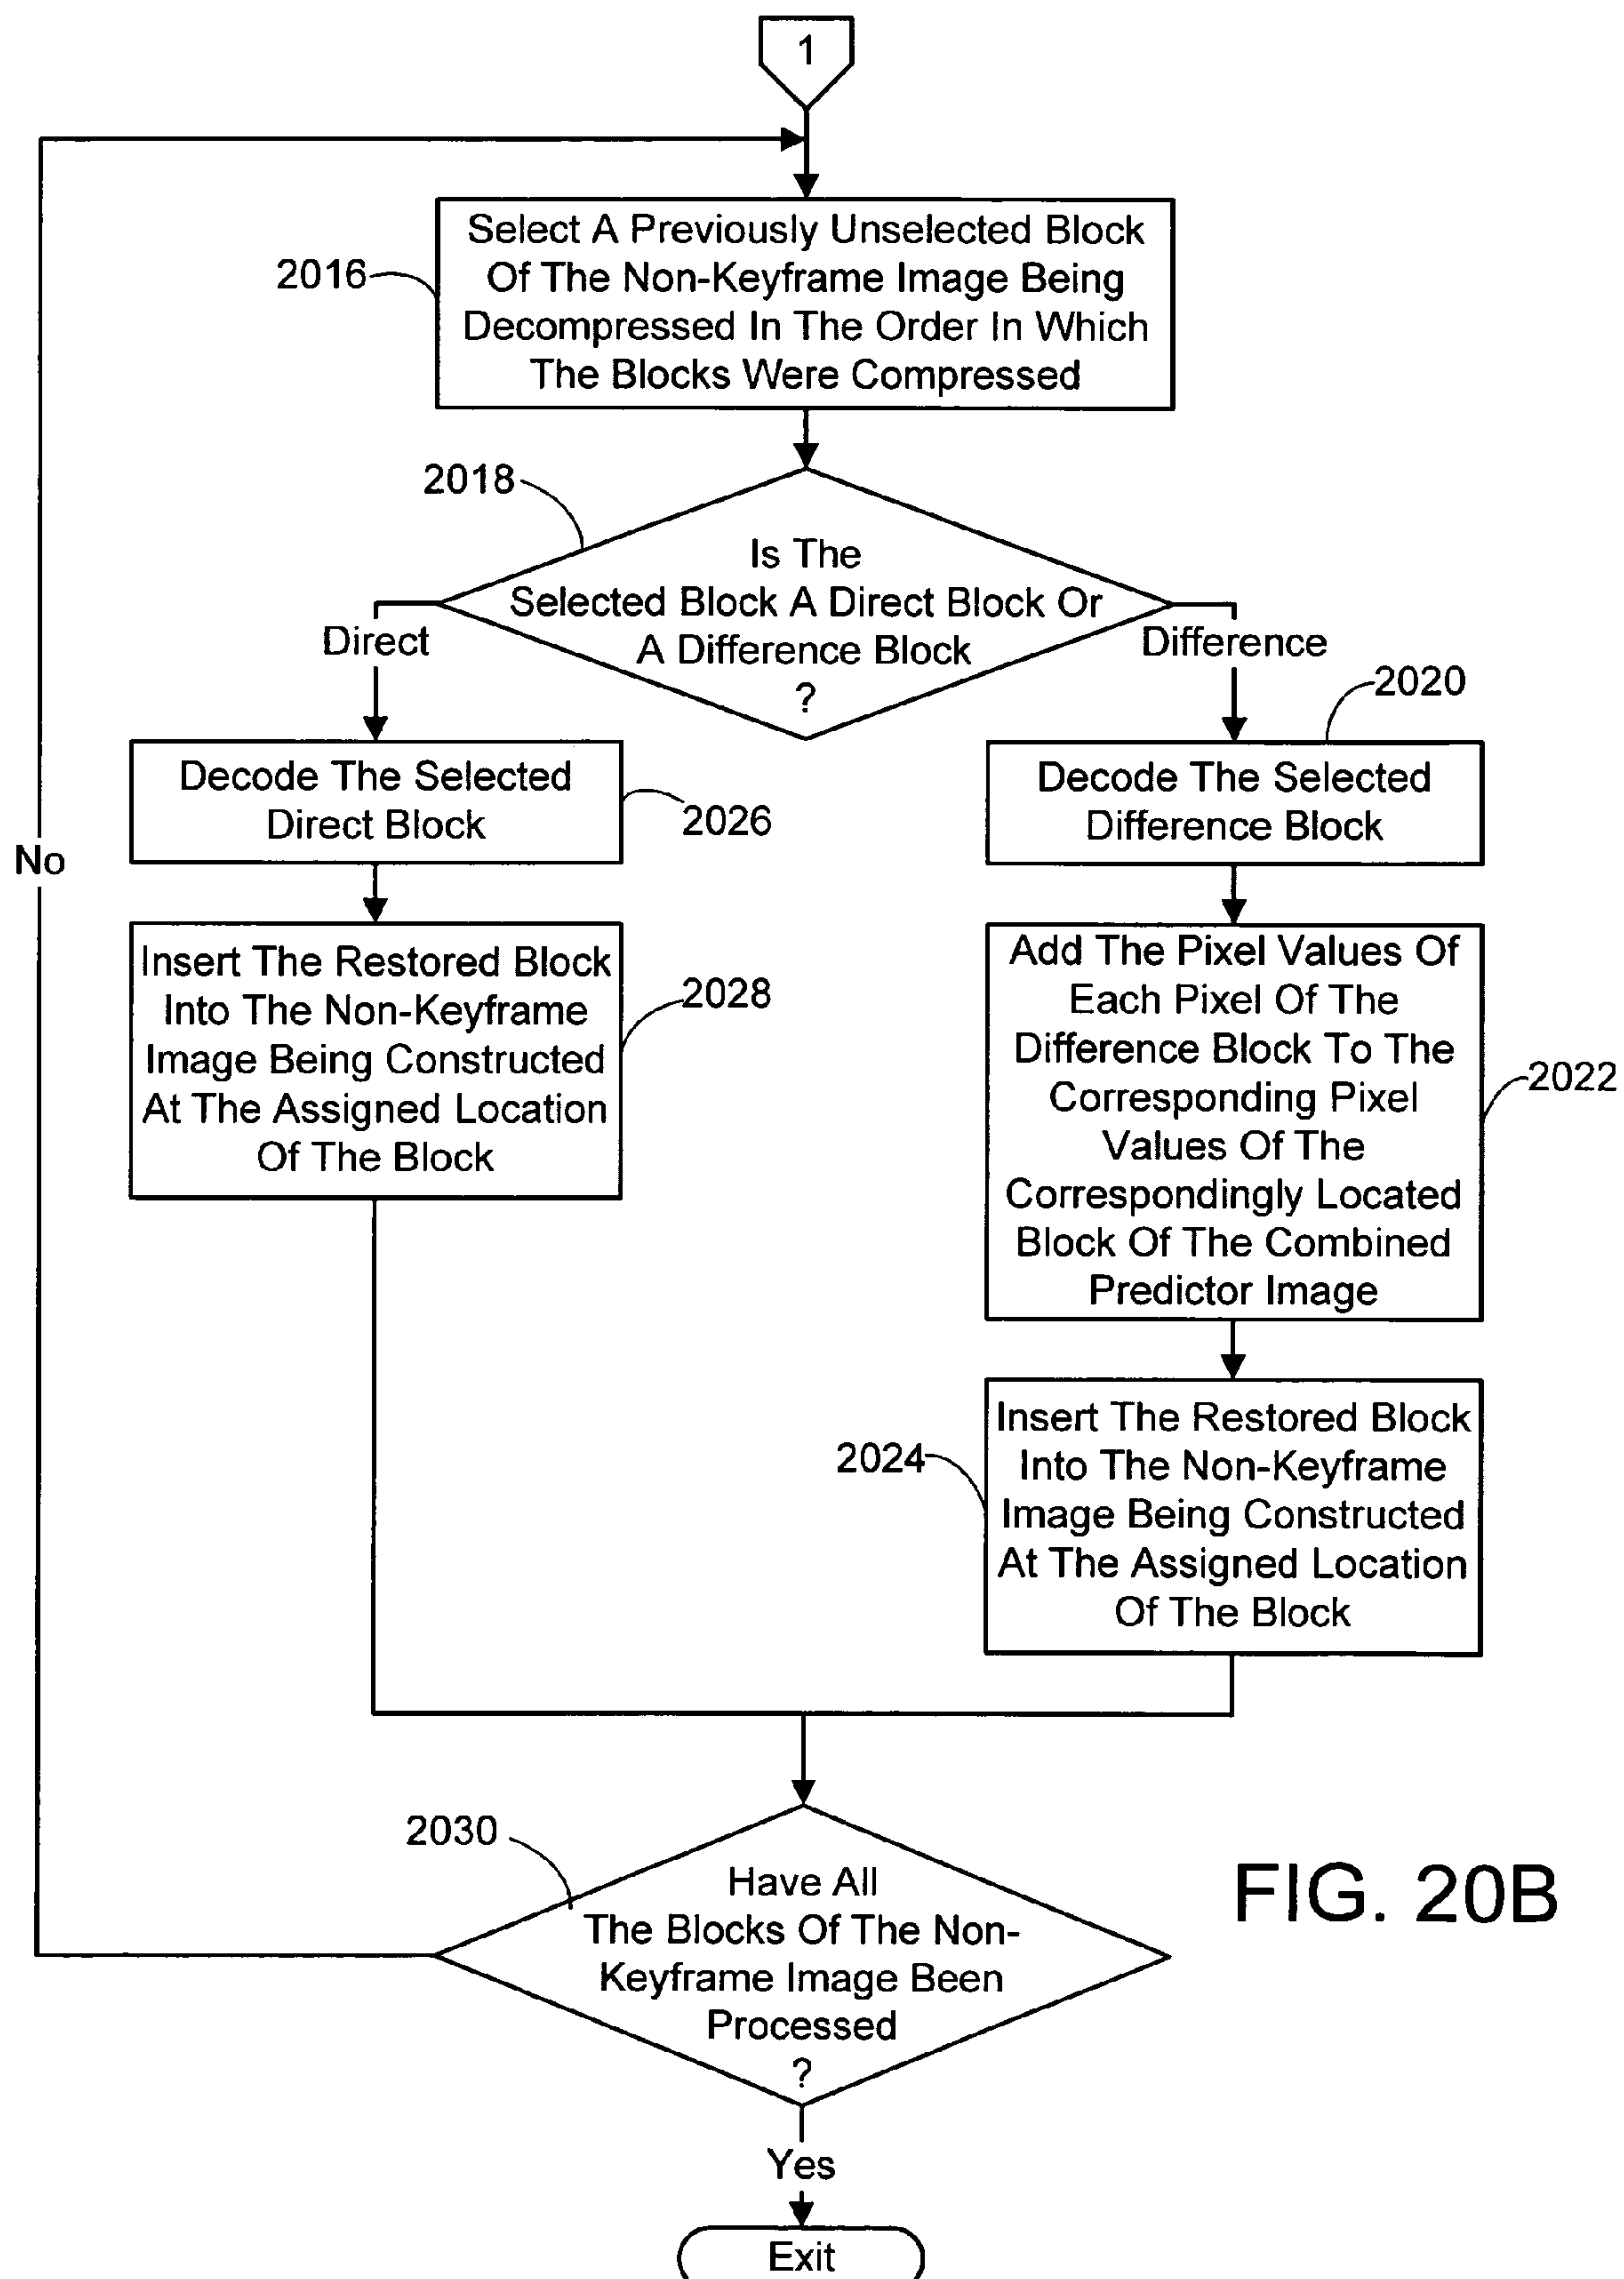 1
Select A Previously Unselected Block
Of The Non-Keyframe Image Being
Decompressed In The Order In Which
The Blocks Were Compressed
2016
2018
Is The
Selected Block A Direct Block Or
A Difference Block
?
Direct
Difference
2020
Decode The Selected
Direct Block
2026
Decode The Selected
Difference Block
No
Insert The Restored Block
Into The Non-Keyframe
Image Being Constructed
At The Assigned Location
Of The Block
2028
Add The Pixel Values Of
Each Pixel Of The
Difference Block To The
Corresponding Pixel
Values Of The
Correspondingly Located
Block Of The Combined
Predictor Image
2022
2024
Insert The Restored Block
Into The Non-Keyframe
Image Being Constructed
At The Assigned Location
Of The Block
2030
Have All
The Blocks Of The Non-
Keyframe Image Been
Processed
?
FIG. 20B
Yes
Exit